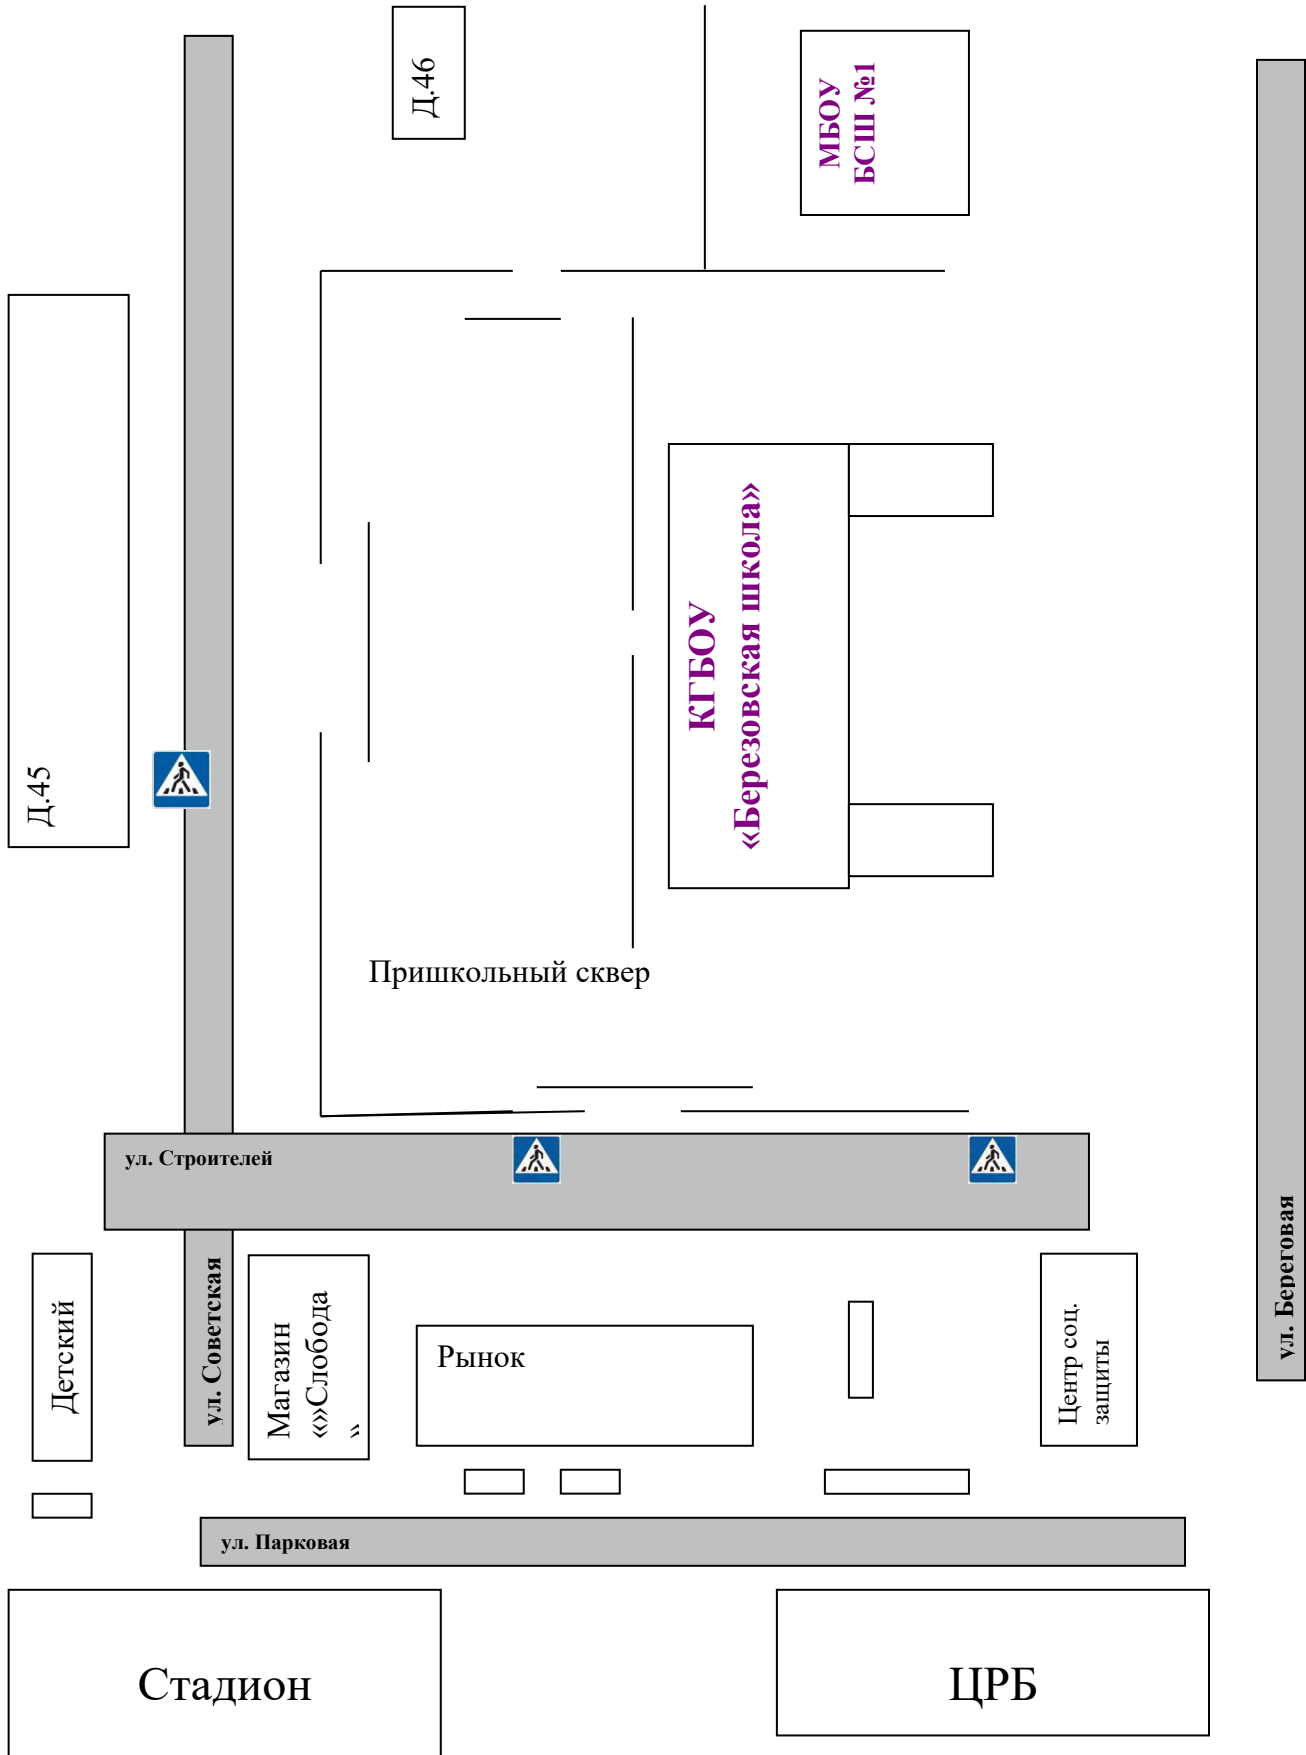 Д.46
МБОУ
БСШ №1
Д.45
КГБОУ
«Березовская школа»
Пришкольный сквер
ул. Строителей
ул. Береговая
Детский
ул. Советская
Магазин
«»Слобода
«
Рынок
Центр соц.
защиты
ул. Парковая
Стадион
ЦРБ